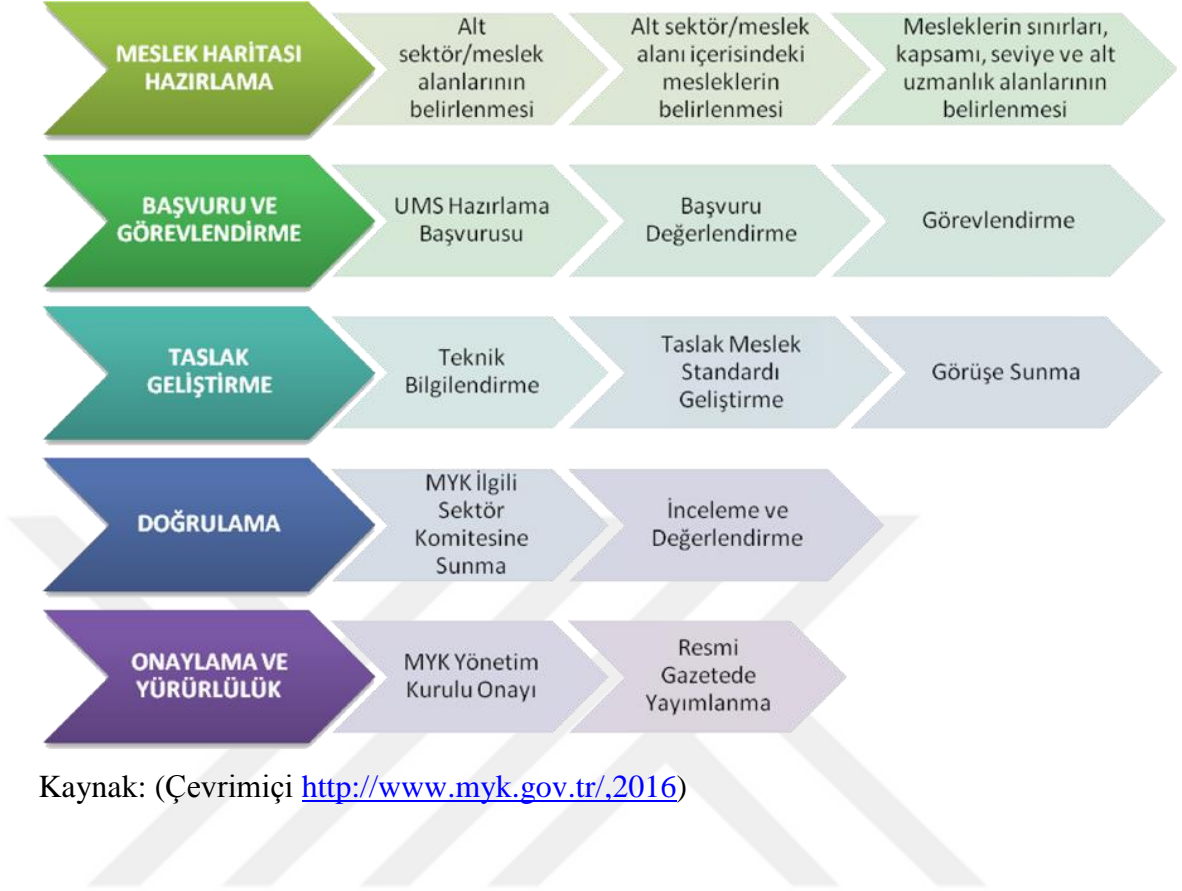 MESLEK HARİTASI
HAZIRLAMA
Alt
sektör/meslek
alanlarının
belirlenmesi
Alt sektör/meslek
alanı içerisindeki
mesleklerin
belirlenmesi
Mesleklerin sınırları,
kapsamı, seviye ve alt
uzmanlık alanlarının
belirlenmesi
BAŞVURU VE
GÖREVLENDİRME
UMS Hazırlama
Başvurusu
Başvuru
Değerlendirme
Görevlendirme
TASLAK
GELİŞTİRME
Teknik
Bilgilendirme
Taslak Meslek
Standardı
Geliştirme
Görüşe Sunma
DOĞRULAMA
MYK İlgili
Sektör
Komitesine
Sunma
İnceleme ve
Değerlendirme
ONAYLAMA VE
YÜRÜRLÜLÜK
MYK Yönetim
Kurulu Onayı
Resmi
Gazetede
Yayımlanma
Kaynak: (Çevrimiçi http://www.myk.gov.tr/,2016)